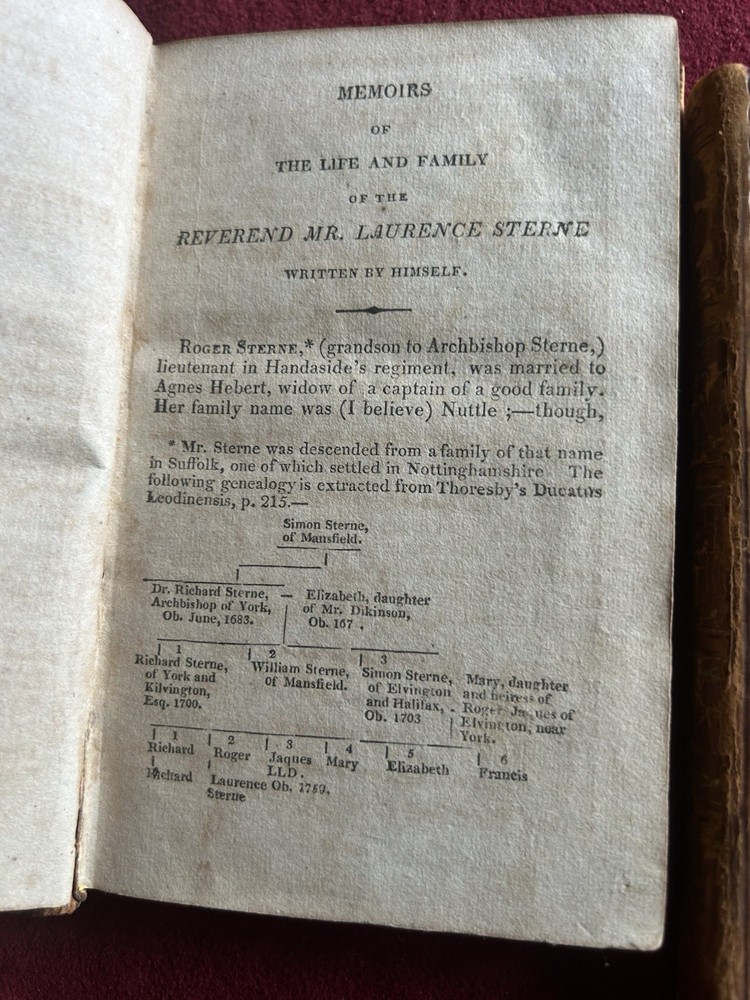 MEMOIRS
OF
THE LIFE AND FAMILY
OF THE
REVEREND MR. LAURENCE STERNE
WRITTEN BY HIMSELF.
ROGER STERNE,* (grandson to Archbishop Sterne,)
lieutenant in Handaside's regiment, was married to
Agnes Hebert, widow of a captain of a good family.
Her family name was (I believe) Nuttle ;—though,
* Mr. Sterne was descended from a family of that name
in Suffolk, one of which settled in Nottinghamshire The
following genealogy is extracted from Thoresby's Ducatus
Leodinensis, p. 215.—
Simon Sterne,
of Mansfield.
Dr. Richard Sterne,
Archbishop of York,
Ob. June, 1683.
— Elizabeth, daughter
of Mr. Dikinson,
Ob. 167 .
1
Richard Sterne,
of York and
Kilvington,
Esq. 1700.
2
William Sterne,
of Mansfield.
3
Simon Sterne,
of Elvington
and Halifax,
Ob. 1703
Mary, daughter
and heiress of
Roger Jaques of
Elvington, near
York.
1 2 3 4 5 6
Richard Roger Jaques Mary Elizabeth Francis
LLD.
Richard Laurence Ob. 1759.
Sterne